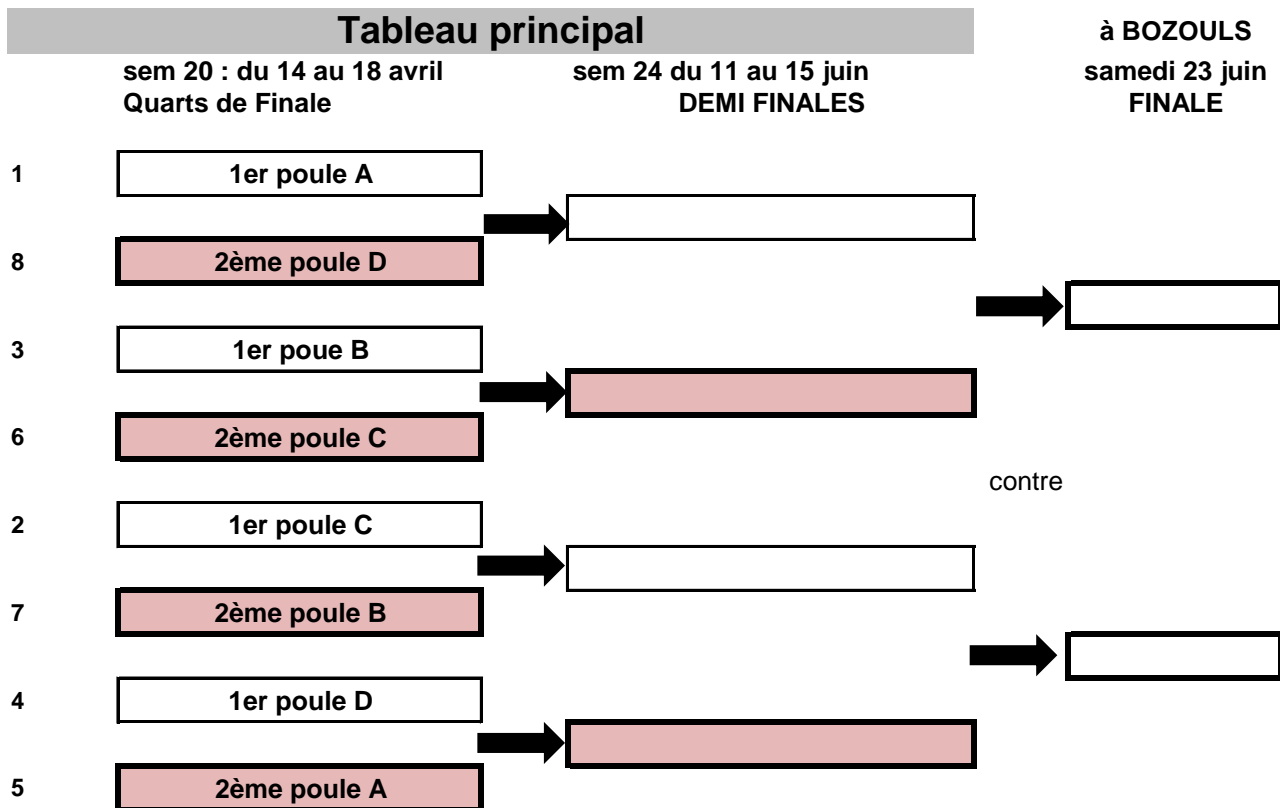 Tableau principal
à BOZOULS
sem 20 : du 14 au 18 avril
sem 24 du 11 au 15 juin
samedi 23 juin
Quarts de Finale
DEMI FINALES
FINALE
1
1er poule A
8
2ème poule D
3
1er poue B
6
2ème poule C
contre
2
1er poule C
7
2ème poule B
4
1er poule D
5
2ème poule A